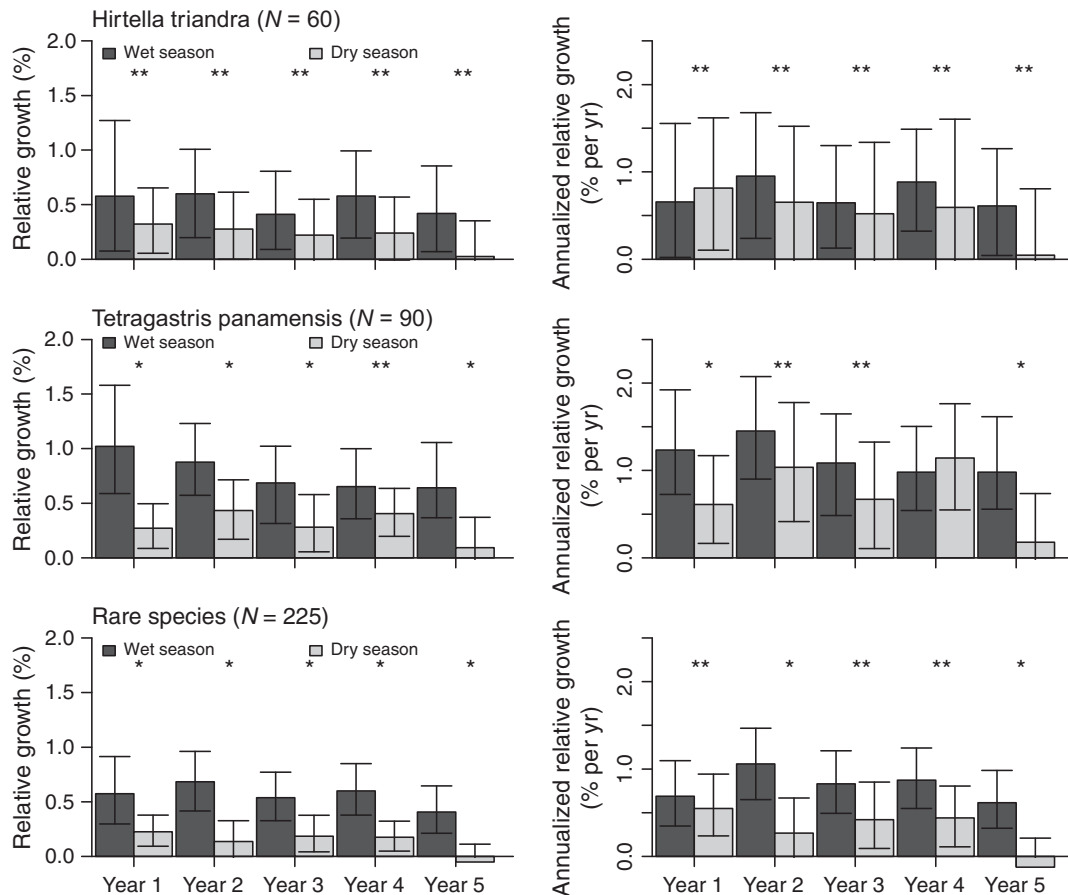 Hirtella triandra (N = 60)
Relative growth (%)
2.0
1.5
1.0
0.5
0.0
Wet season
Dry season
** ** ** ** **
Annualized relative growth
(% per yr)
2.0
1.0
0.0
** ** ** ** **
Tetragastris panamensis (N = 90)
Relative growth (%)
2.0
1.5
1.0
0.5
0.0
Wet season
Dry season
* * * ** *
Annualized relative growth
(% per yr)
2.0
1.0
0.0
* ** ** *
Rare species (N = 225)
Relative growth (%)
2.0
1.5
1.0
0.5
0.0
Wet season
Dry season
* * * * *
Year 1 Year 2 Year 3 Year 4 Year 5
Annualized relative growth
(% per yr)
2.0
1.0
0.0
** * ** ** *
Year 1 Year 2 Year 3 Year 4 Year 5